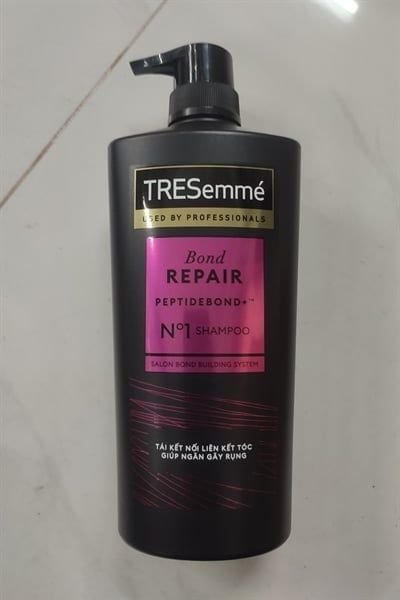 TRESemmé
USED BY PROFESSIONALS
Bond
REPAIR
PEPTIDEBOND+™
Nº1 SHAMPOO
SALON BOND BUILDING SYSTEM
TÁI KẾT NỐI LIÊN KẾT TÓC
GIÚP NGĂN GÃY RỤNG